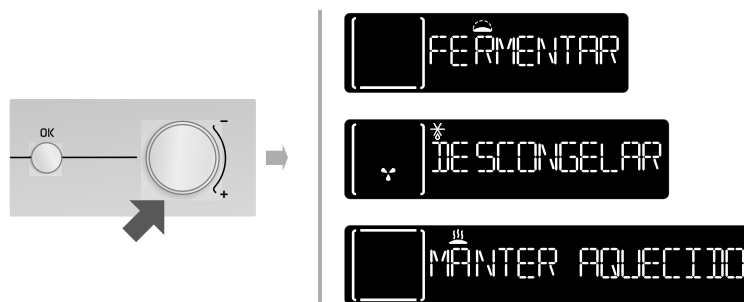 OK
-
+
FERMENTAR
DESCONGELAR
MANTER AQUECIDO